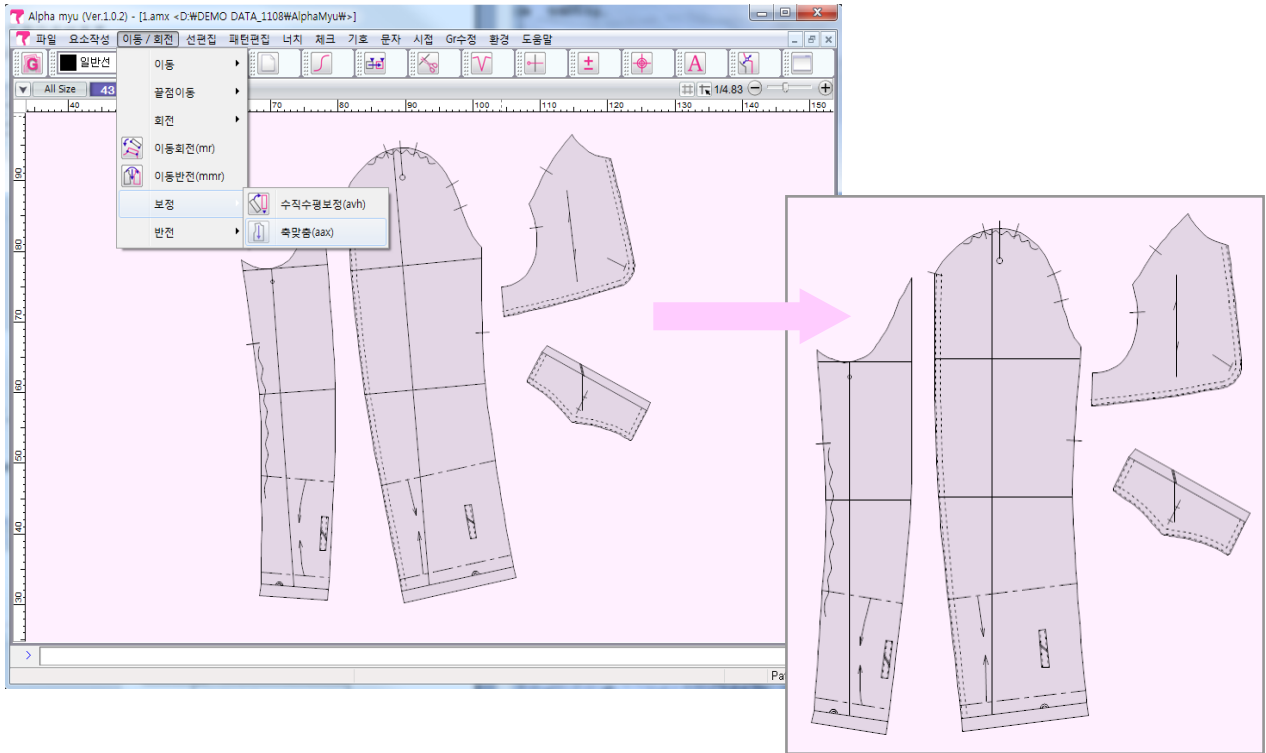 Alpha myu (Ver.1.0.2) - [1.amx <D:₩DEMO DATA_1108₩AlphaMyu₩>]
파일 요소작성 이동 / 회전 선편집 패턴편집 너치 체크 기호 문자 시접 Gr수정 환경 도움말
G 일반선 A
All Size 43 1/4.83
40 70 80 90 100 110 120 130 140 150
이동
끝점이동
회전
이동회전(mr)
이동반전(mmr)
보정
반전
수직수평보정(avh)
축맞춤(aax)
90
80
70
60
50
40
30
>